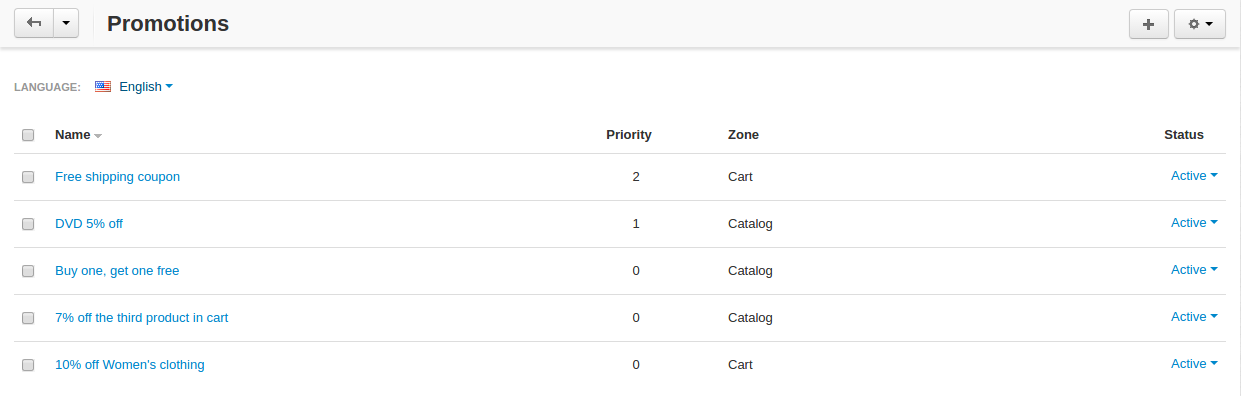 Promotions
LANGUAGE: English
Name Priority Zone Status
Free shipping coupon 2 Cart Active
DVD 5% off 1 Catalog Active
Buy one, get one free 0 Catalog Active
7% off the third product in cart 0 Catalog Active
10% off Women's clothing 0 Cart Active